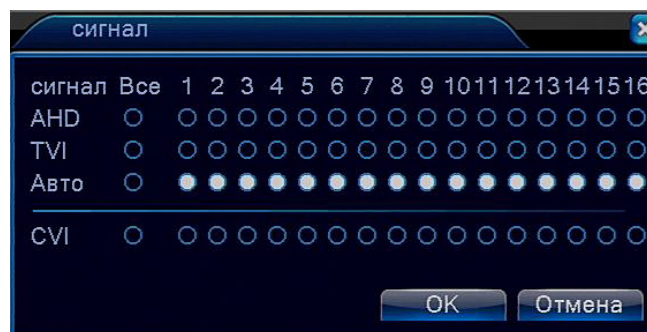 сигнал
сигнал Все 1 2 3 4 5 6 7 8 9 10 11 12 13 14 15 16
AHD
TVI
Авто
CVI
OK Отмена